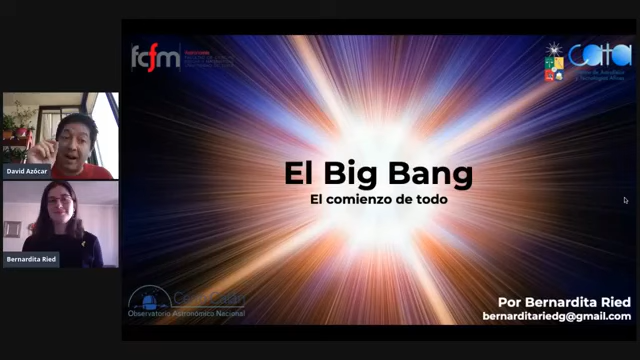 fcfm
cata
David Azócar
El Big Bang
El comienzo de todo
Bernardita Ried
Observatorio Astronómico Nacional
Por Bernardita Ried
bernarditariedg@gmail.com